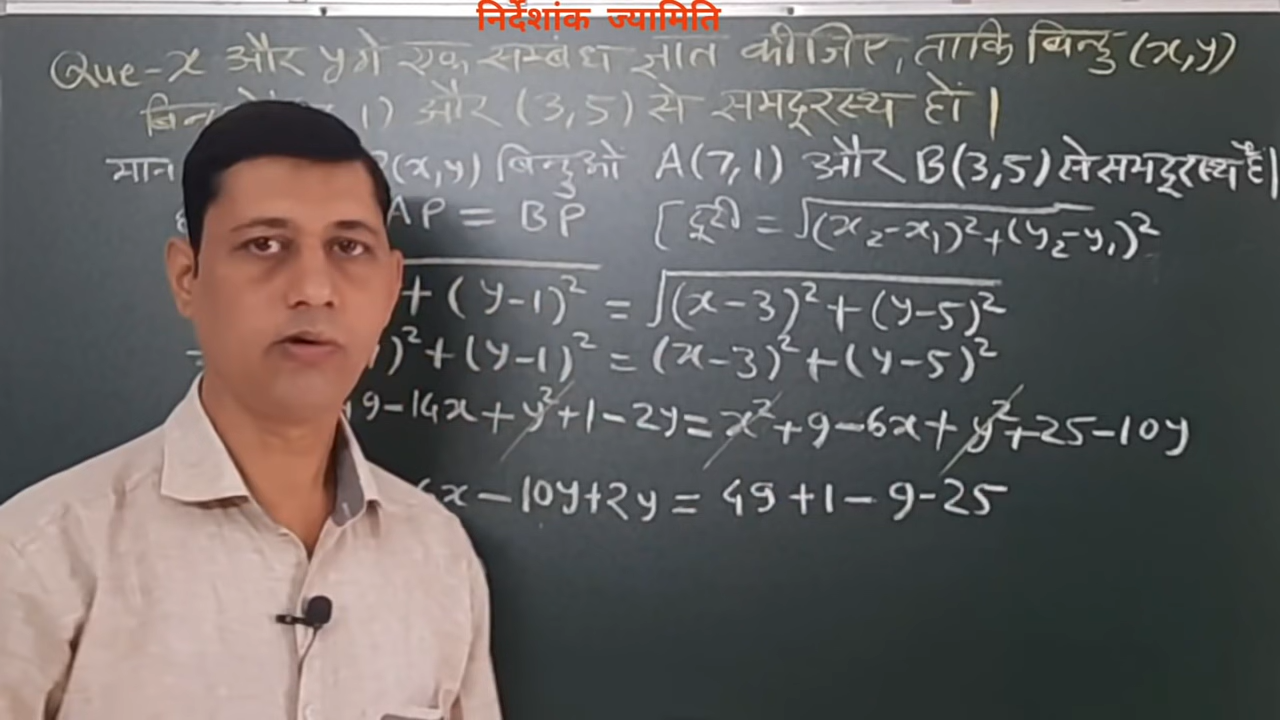 निर्देशांक ज्यामिति
Que-x और y में एक सम्बंध ज्ञात कीजिए, ताकि बिन्दु (x,y)
1) और (3,5) से समदूरस्थ हों।
मान (x,y) बिन्दुओं A(7,1) और B(3,5) से समदूरस्थ है।
AP = BP [दूरी = √(x₂-x₁)²+(y₂-y₁)²
+(y-1)² = √(x-3)²+(y-5)²
)²+(y-1)² = (x-3)²+(y-5)²
9-14x+y²+1-2y=x²+9-6x+y²+25-10y
6x-10y+2y= 49+1-9-25